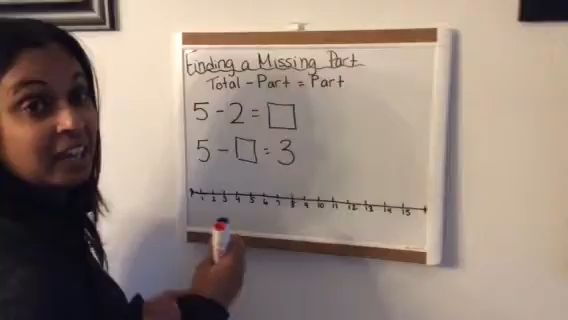 Finding a Missing Part
Total - Part = Part
5 - 2 = □
5 - □ = 3
1 2 3 4 5 6 7 8 9 10 11 12 13 14 15